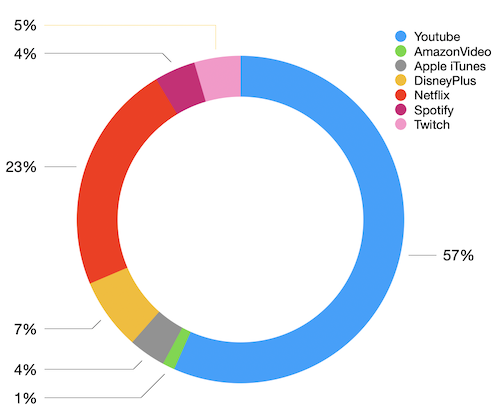 5%
4%
23%
7%
4%
1%
57%
Youtube
AmazonVideo
Apple iTunes
DisneyPlus
Netflix
Spotify
Twitch